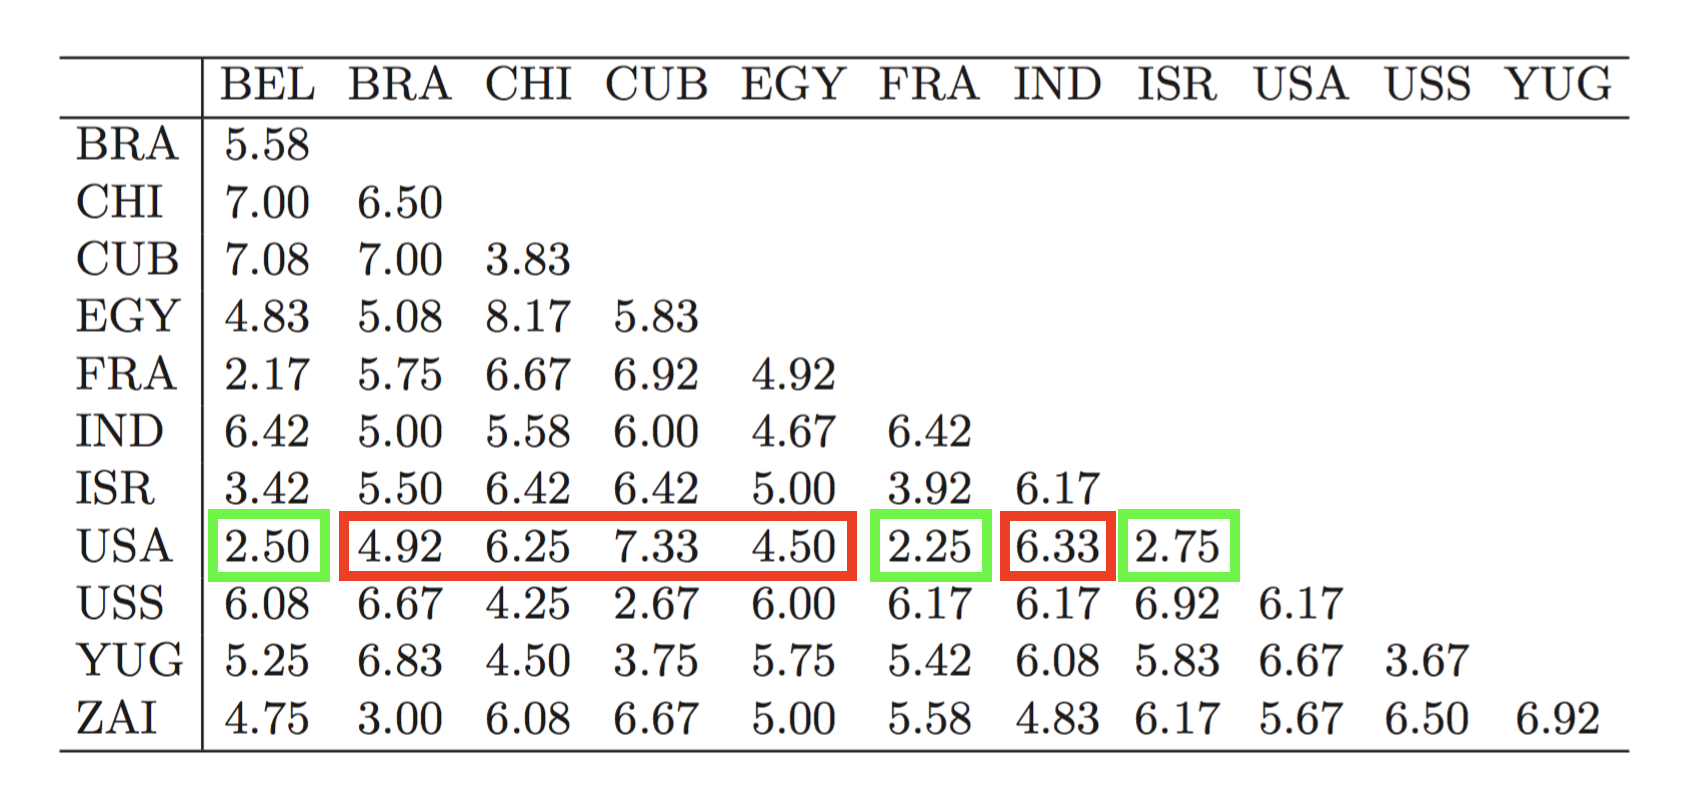 BEL BRA CHI CUB EGY FRA IND ISR USA USS YUG
BRA 5.58
CHI 7.00 6.50
CUB 7.08 7.00 3.83
EGY 4.83 5.08 8.17 5.83
FRA 2.17 5.75 6.67 6.92 4.92
IND 6.42 5.00 5.58 6.00 4.67 6.42
ISR 3.42 5.50 6.42 6.42 5.00 3.92 6.17
USA 2.50 4.92 6.25 7.33 4.50 2.25 6.33 2.75
USS 6.08 6.67 4.25 2.67 6.00 6.17 6.17 6.92 6.17
YUG 5.25 6.83 4.50 3.75 5.75 5.42 6.08 5.83 6.67 3.67
ZAI 4.75 3.00 6.08 6.67 5.00 5.58 4.83 6.17 5.67 6.50 6.92